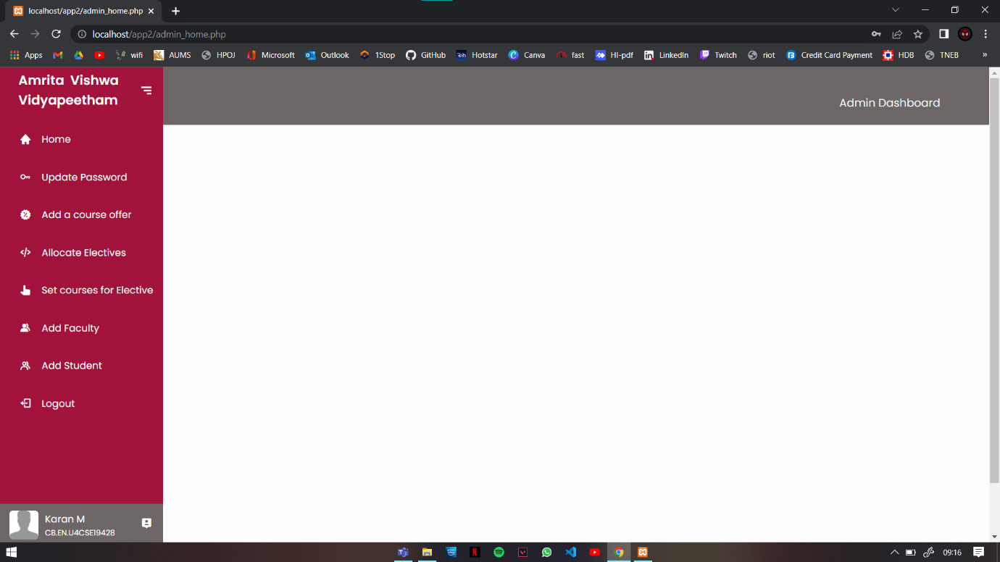 localhost/app2/admin_home.php
localhost/app2/admin_home.php
Apps wifi AUMS HPOJ Microsoft Outlook 1Stop GitHub Hotstar Canva fast HI-pdf LinkedIn Twitch riot Credit Card Payment HDB TNEB »
Amrita Vishwa
Vidyapeetham
Admin Dashboard
Home
Update Password
Add a course offer
Allocate Electives
Set courses for Elective
Add Faculty
Add Student
Logout
Karan M
CB.EN.U4CSE19428
09:16